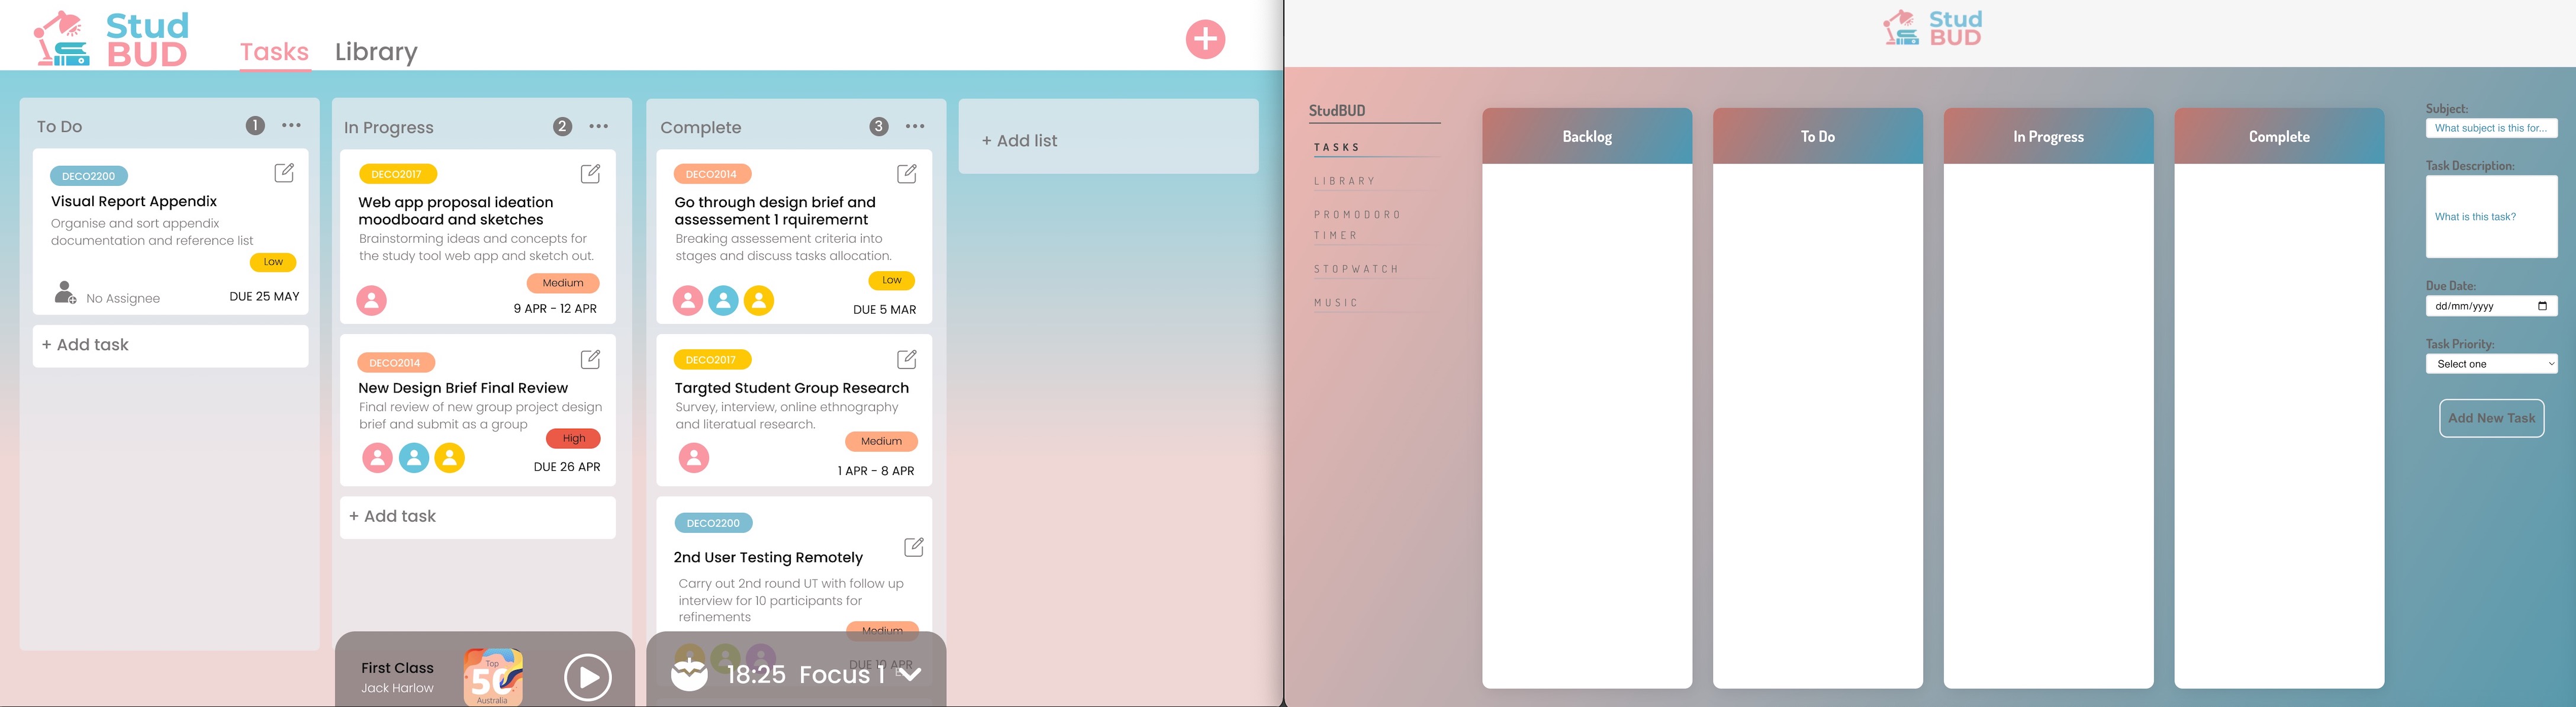 Stud
BUD
Tasks
Library
To Do
1
DECO2200
Visual Report Appendix
Organise and sort appendix
documentation and reference list
Low
No Assignee
DUE 25 MAY
+ Add task
In Progress
2
DECO2017
Web app proposal ideation
moodboard and sketches
Brainstorming ideas and concepts for
the study tool web app and sketch out.
Medium
9 APR - 12 APR
DECO2014
New Design Brief Final Review
Final review of new group project design
brief and submit as a group
High
DUE 26 APR
+ Add task
Complete
3
DECO2014
Go through design brief and
assessement 1 rquiremernt
Breaking assessement criteria into
stages and discuss tasks allocation.
Low
DUE 5 MAR
DECO2017
Targted Student Group Research
Survey, interview, online ethnography
and literatual research.
Medium
1 APR - 8 APR
DECO2200
2nd User Testing Remotely
Carry out 2nd round UT with follow up
interview for 10 participants for
refinements
Medium
DUE 10 APR
+ Add list
First Class
Jack Harlow
Top
50
Australia
18:25 Focus 1
Stud
BUD
StudBUD
TASKS
LIBRARY
PROMODORO
TIMER
STOPWATCH
MUSIC
Backlog
To Do
In Progress
Complete
Subject:
What subject is this for...
Task Description:
What is this task?
Due Date:
dd/mm/yyyy
Task Priority:
Select one
Add New Task